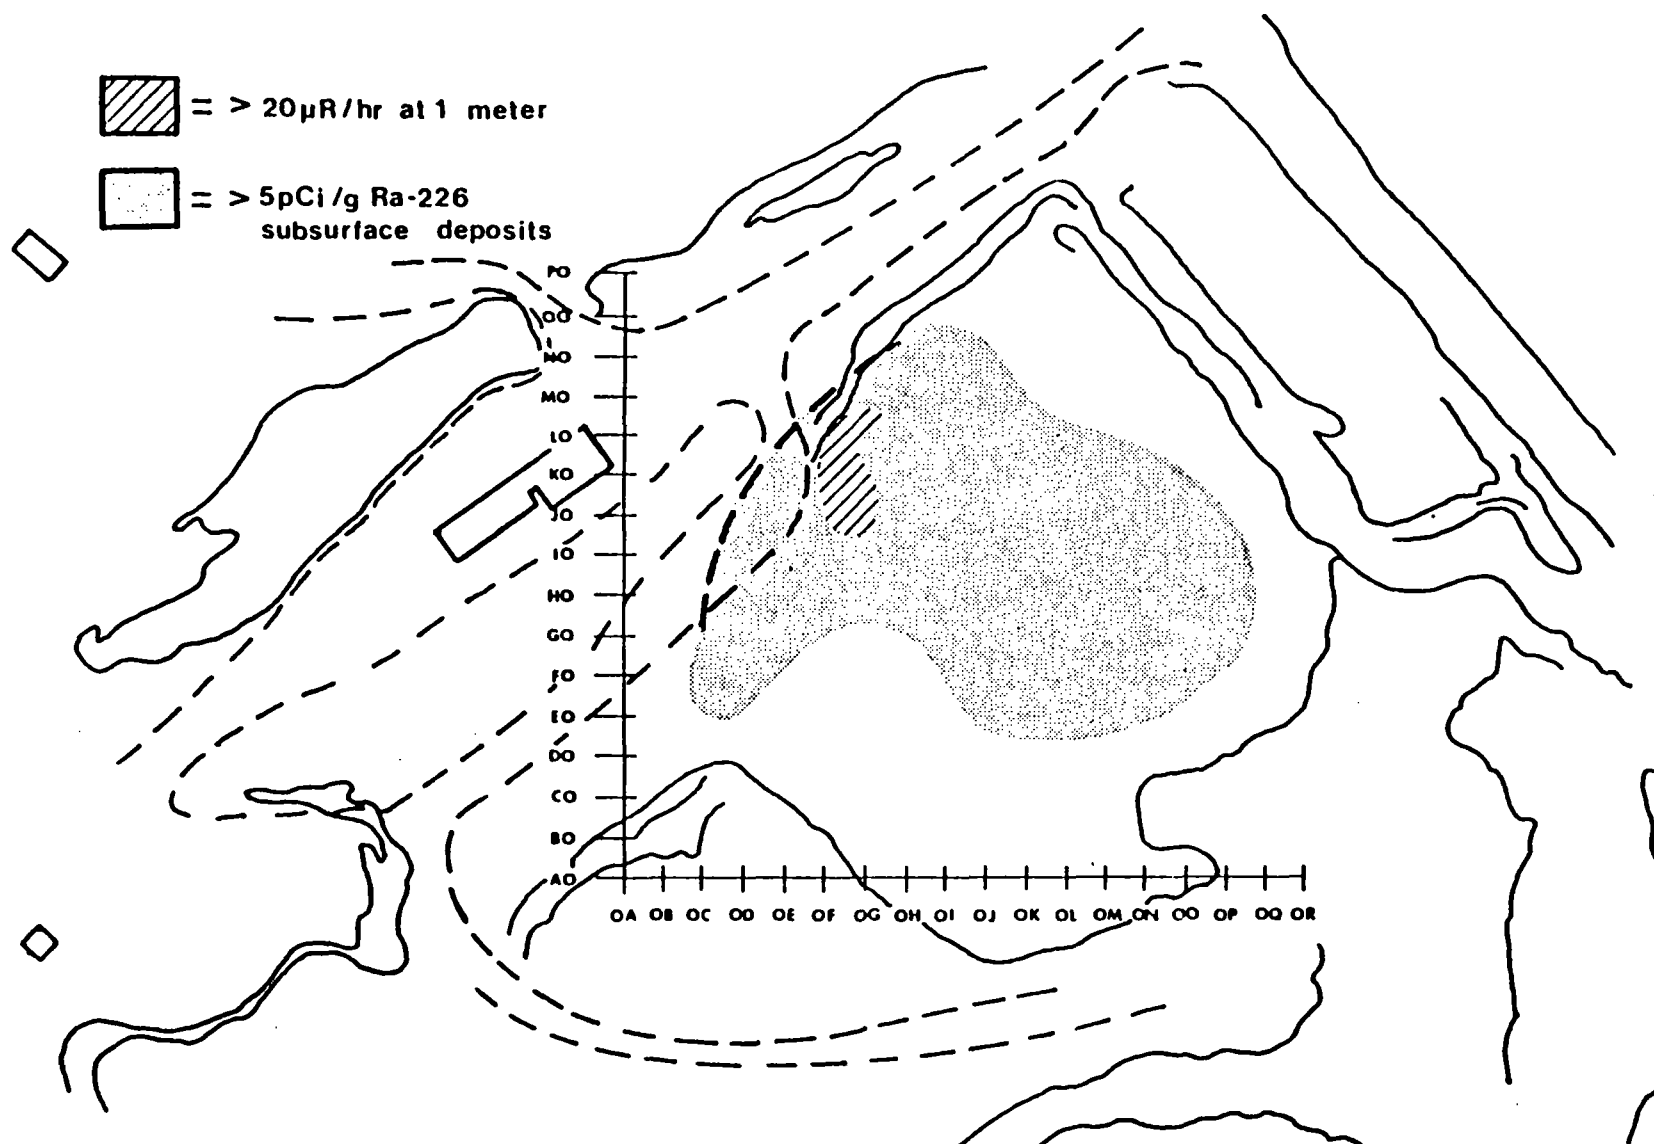 = > 20µR/hr at 1 meter
= > 5pCi/g Ra-226
subsurface deposits
PO
OO
NO
MO
LO
KO
JO
IO
HO
GO
FO
EO
DO
CO
BO
AO
OA OB OC OD OE OF OG OH OI OJ OK OL OM ON OO OP OQ OR